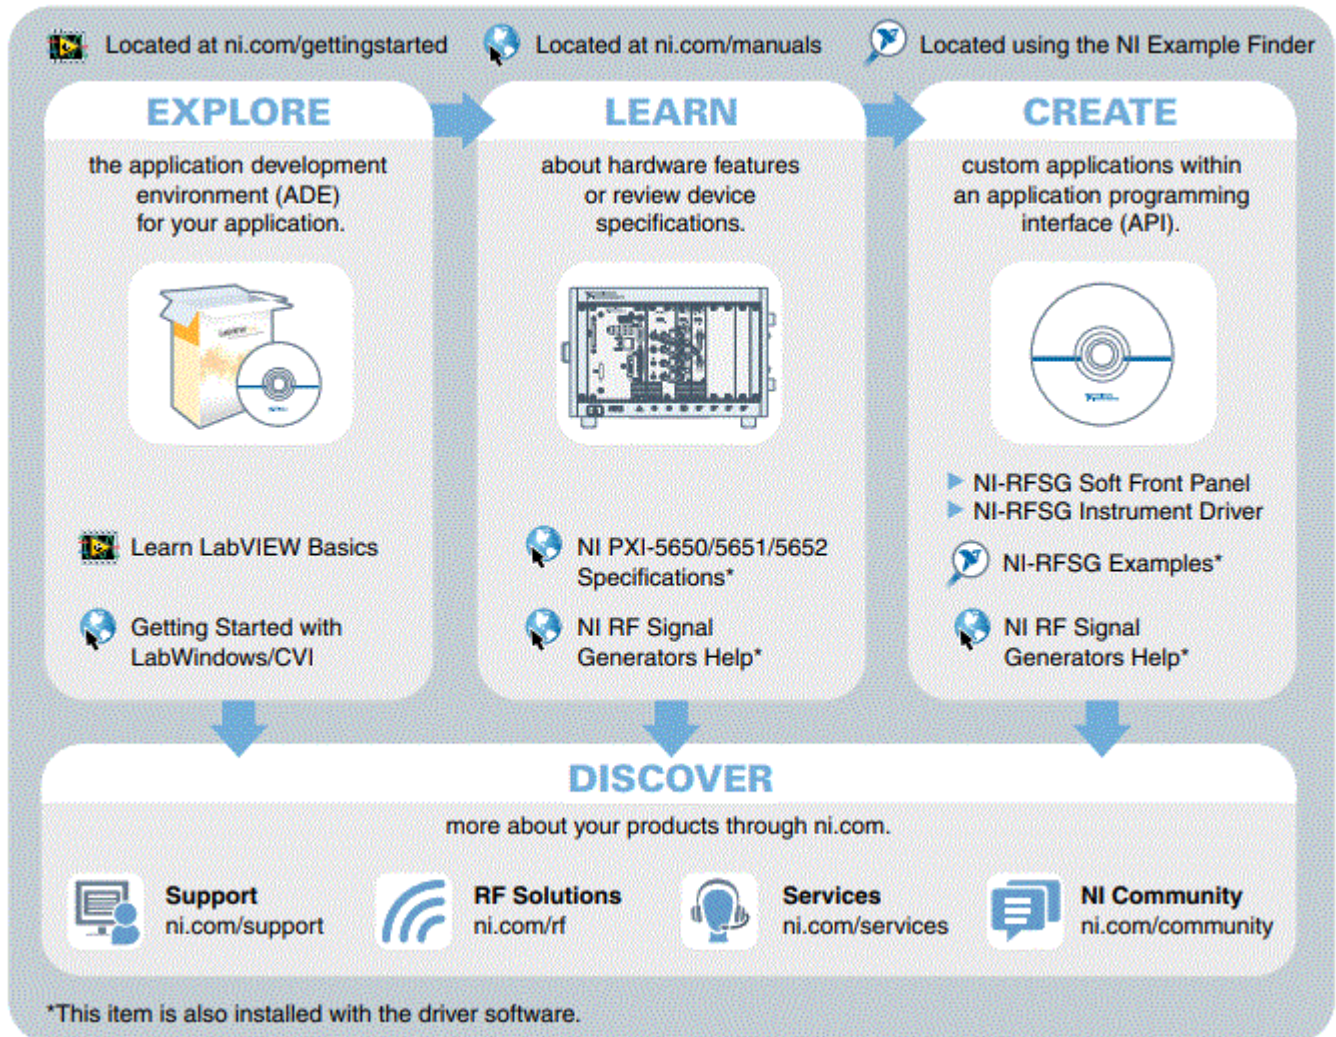 Located at ni.com/gettingstarted
Located at ni.com/manuals
Located using the NI Example Finder
EXPLORE
the application development
environment (ADE)
for your application.
Learn LabVIEW Basics
Getting Started with
LabWindows/CVI
LEARN
about hardware features
or review device
specifications.
NI PXI-5650/5651/5652
Specifications*
NI RF Signal
Generators Help*
CREATE
custom applications within
an application programming
interface (API).
NI-RFSG Soft Front Panel
NI-RFSG Instrument Driver
NI-RFSG Examples*
NI RF Signal
Generators Help*
DISCOVER
more about your products through ni.com.
Support
ni.com/support
RF Solutions
ni.com/rf
Services
ni.com/services
NI Community
ni.com/community
*This item is also installed with the driver software.